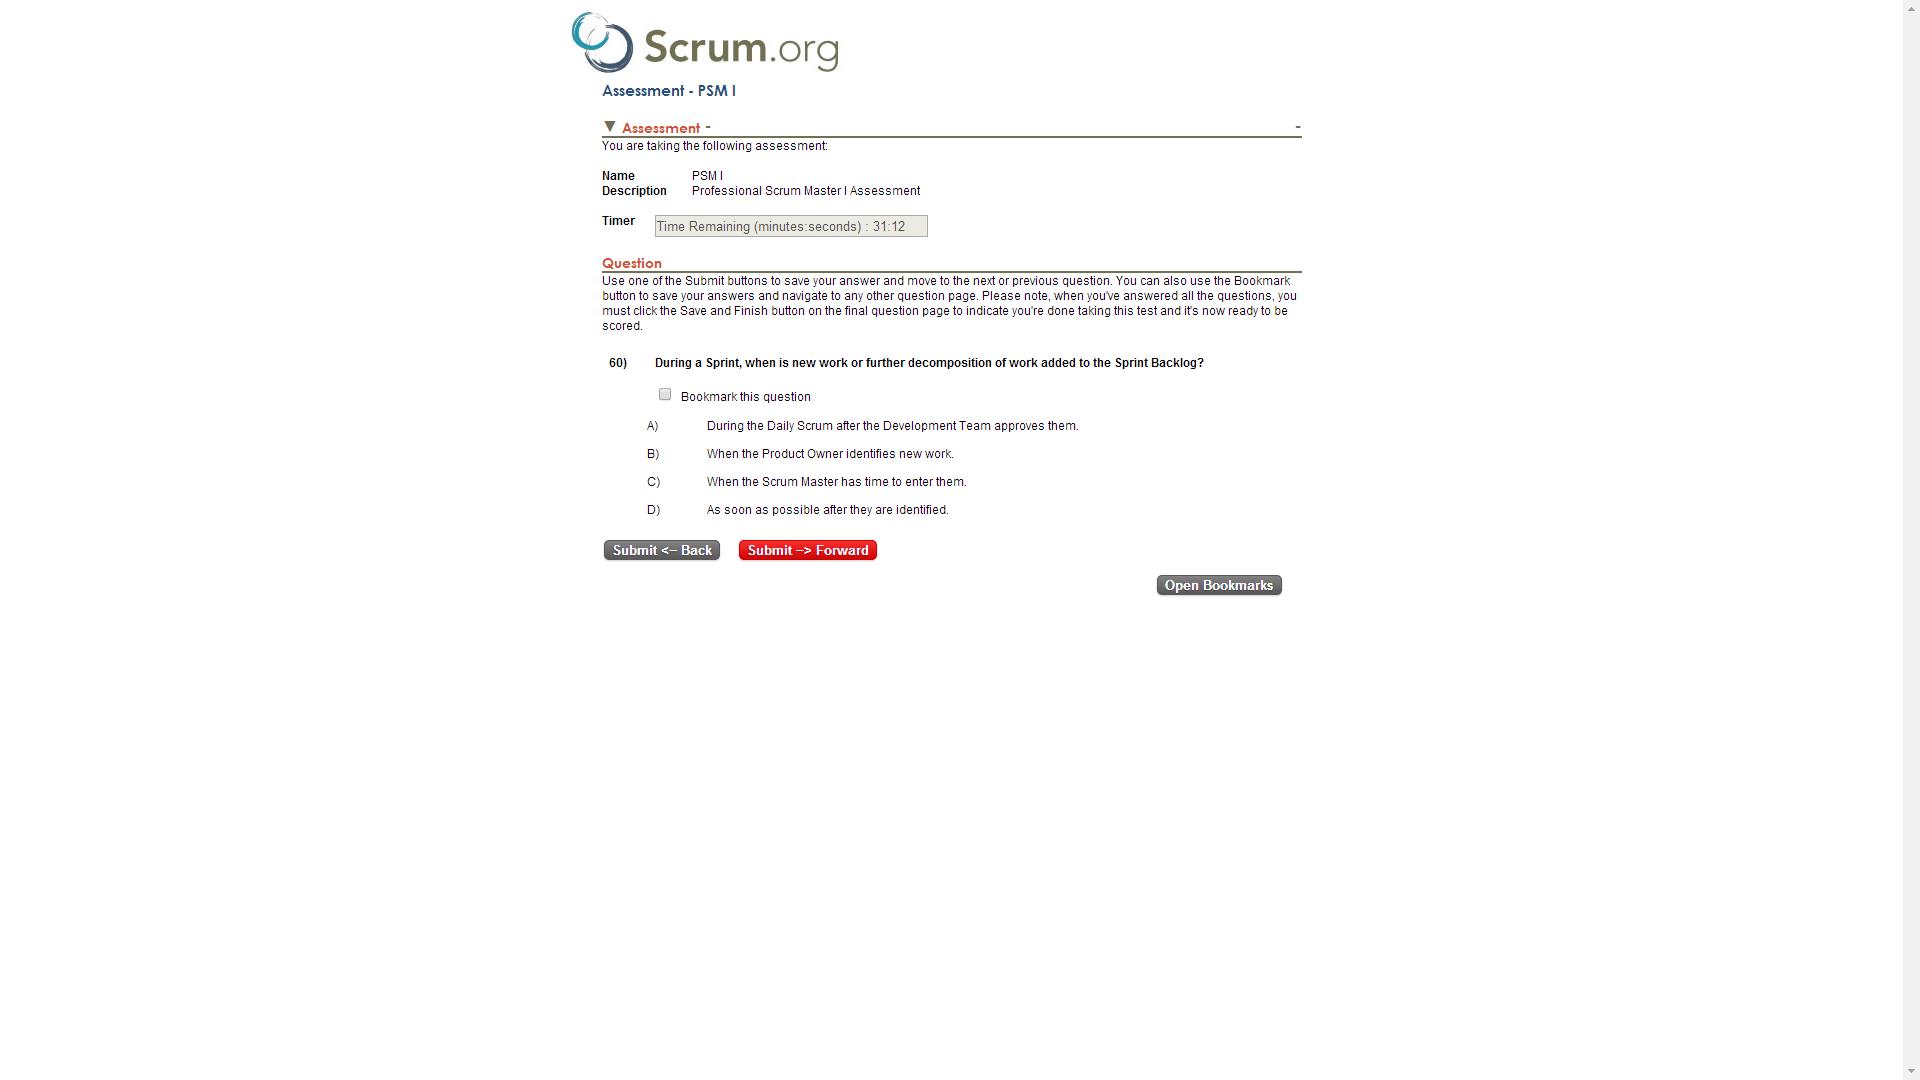 Scrum.org
Assessment - PSM I
▼ Assessment - -
You are taking the following assessment:
Name PSM I
Description Professional Scrum Master I Assessment
Timer Time Remaining (minutes:seconds) : 31:12
Question
Use one of the Submit buttons to save your answer and move to the next or previous question. You can also use the Bookmark
button to save your answers and navigate to any other question page. Please note, when you've answered all the questions, you
must click the Save and Finish button on the final question page to indicate you're done taking this test and it's now ready to be
scored.
60) During a Sprint, when is new work or further decomposition of work added to the Sprint Backlog?
Bookmark this question
A) During the Daily Scrum after the Development Team approves them.
B) When the Product Owner identifies new work.
C) When the Scrum Master has time to enter them.
D) As soon as possible after they are identified.
Submit <-- Back Submit --> Forward
Open Bookmarks